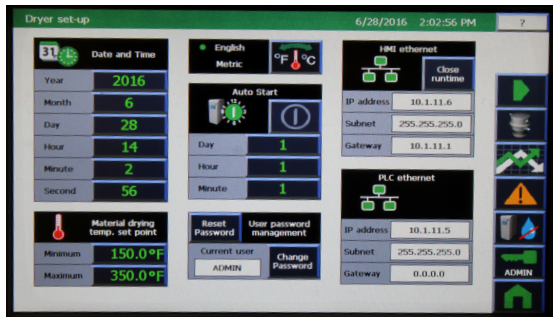 Dryer set-up
6/28/2016 2:02:56 PM
?
31
Date and Time
Year 2016
Month 6
Day 28
Hour 14
Minute 2
Second 56
Material drying
temp. set point
Minimum 150.0°F
Maximum 350.0°F
English
Metric
°F °C
Auto Start
12
Day 1
Hour 1
Minute 1
Reset
Password
User password
management
Current user
ADMIN
Change
Password
HMI ethernet
Close
runtime
IP address 10.1.11.6
Subnet 255.255.255.0
Gateway 10.1.11.1
PLC ethernet
IP address 10.1.11.5
Subnet 255.255.255.0
Gateway 0.0.0.0
ADMIN